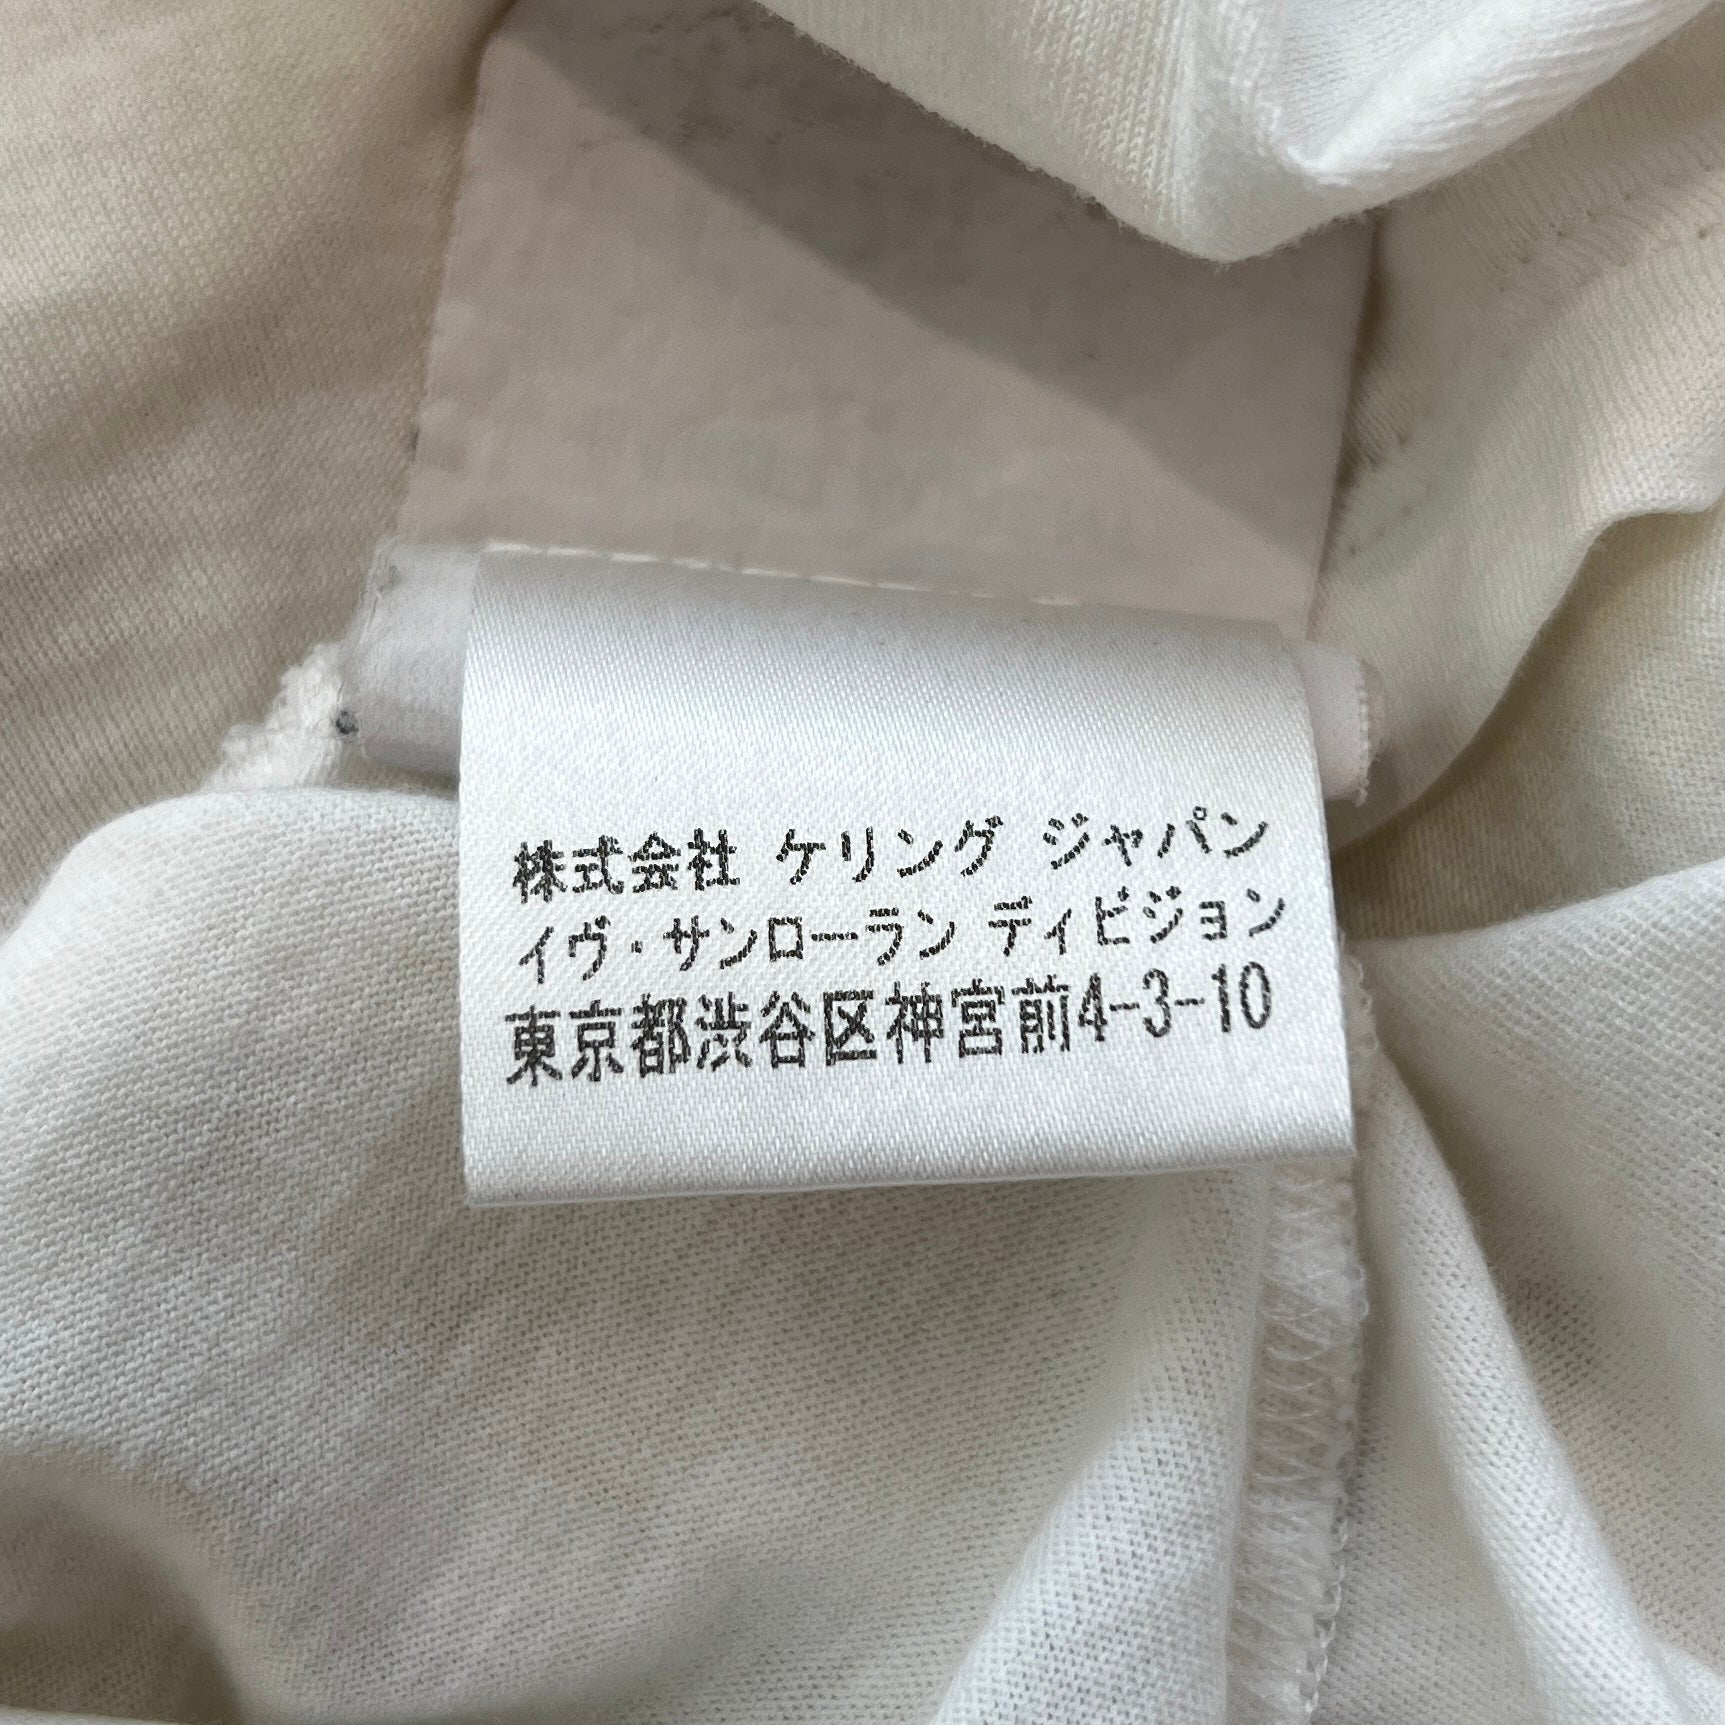 株式会社 ケリング ジャパン
イヴ・サンローラン ディビジョン
東京都渋谷区神宮前4-3-10